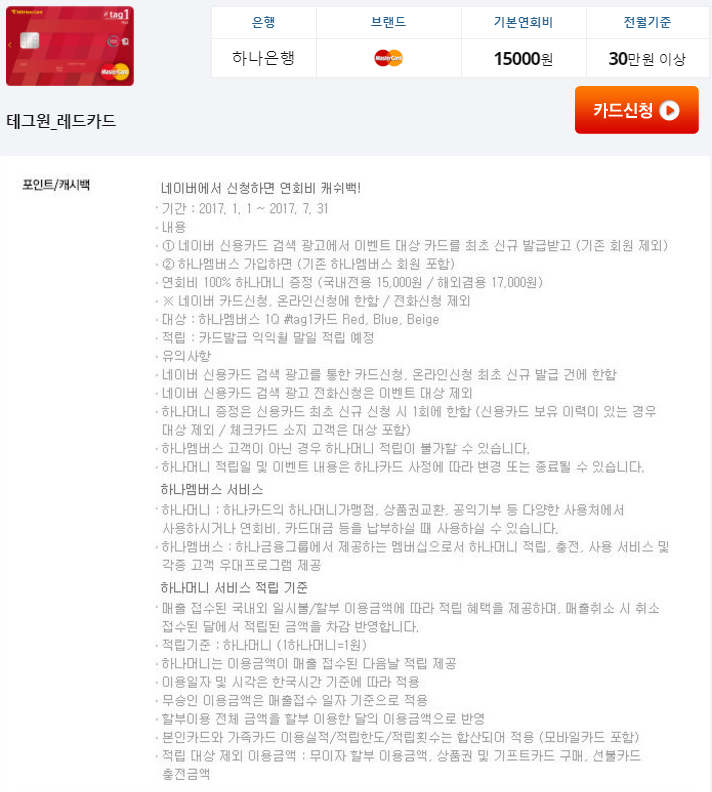 #tag1
MasterCard
은행 브랜드 기본연회비 전월기준
하나은행 MasterCard 15000원 30만원 이상
카드신청
테그원_레드카드
포인트/캐시백
네이버에서 신청하면 연회비 캐쉬백!
· 기간 : 2017. 1. 1 ~ 2017. 7. 31
· 내용
· ① 네이버 신용카드 검색 광고에서 이벤트 대상 카드를 최초 신규 발급받고 (기존 회원 제외)
· ② 하나멤버스 가입하면 (기존 하나멤버스 회원 포함)
· 연회비 100% 하나머니 증정 (국내전용 15,000원 / 해외겸용 17,000원)
· ※ 네이버 카드신청, 온라인신청에 한함 / 전화신청 제외
· 대상 : 하나멤버스 1Q #tag1카드 Red, Blue, Beige
· 적립 : 카드발급 익익월 말일 적립 예정
· 유의사항
· 네이버 신용카드 검색 광고를 통한 카드신청, 온라인신청 최초 신규 발급 건에 한함
· 네이버 신용카드 검색 광고 전화신청은 이벤트 대상 제외
· 하나머니 증정은 신용카드 최초 신규 신청 시 1회에 한함 (신용카드 보유 이력이 있는 경우
대상 제외 / 체크카드 소지 고객은 대상 포함)
· 하나멤버스 고객이 아닌 경우 하나머니 적립이 불가할 수 있습니다.
· 하나머니 적립일 및 이벤트 내용은 하나카드 사정에 따라 변경 또는 종료될 수 있습니다.
하나멤버스 서비스
· 하나머니 : 하나카드의 하나머니가맹점, 상품권교환, 공익기부 등 다양한 사용처에서
사용하시거나 연회비, 카드대금 등을 납부하실 때 사용하실 수 있습니다.
· 하나멤버스 : 하나금융그룹에서 제공하는 멤버십으로서 하나머니 적립, 충전, 사용 서비스 및
각종 고객 우대프로그램 제공
하나머니 서비스 적립 기준
· 매출 접수된 국내외 일시불/할부 이용금액에 따라 적립 혜택을 제공하며, 매출취소 시 취소
접수된 달에서 적립된 금액을 차감 반영합니다.
· 적립기준 : 하나머니 (1하나머니=1원)
· 하나머니는 이용금액이 매출 접수된 다음날 적립 제공
· 이용일자 및 시각은 한국시간 기준에 따라 적용
· 무승인 이용금액은 매출접수 일자 기준으로 적용
· 할부이용 전체 금액을 할부 이용한 달의 이용금액으로 반영
· 본인카드와 가족카드 이용실적/적립한도/적립횟수는 합산되어 적용 (모바일카드 포함)
· 적립 대상 제외 이용금액 : 무이자 할부 이용금액, 상품권 및 기프트카드 구매, 선불카드
충전금액